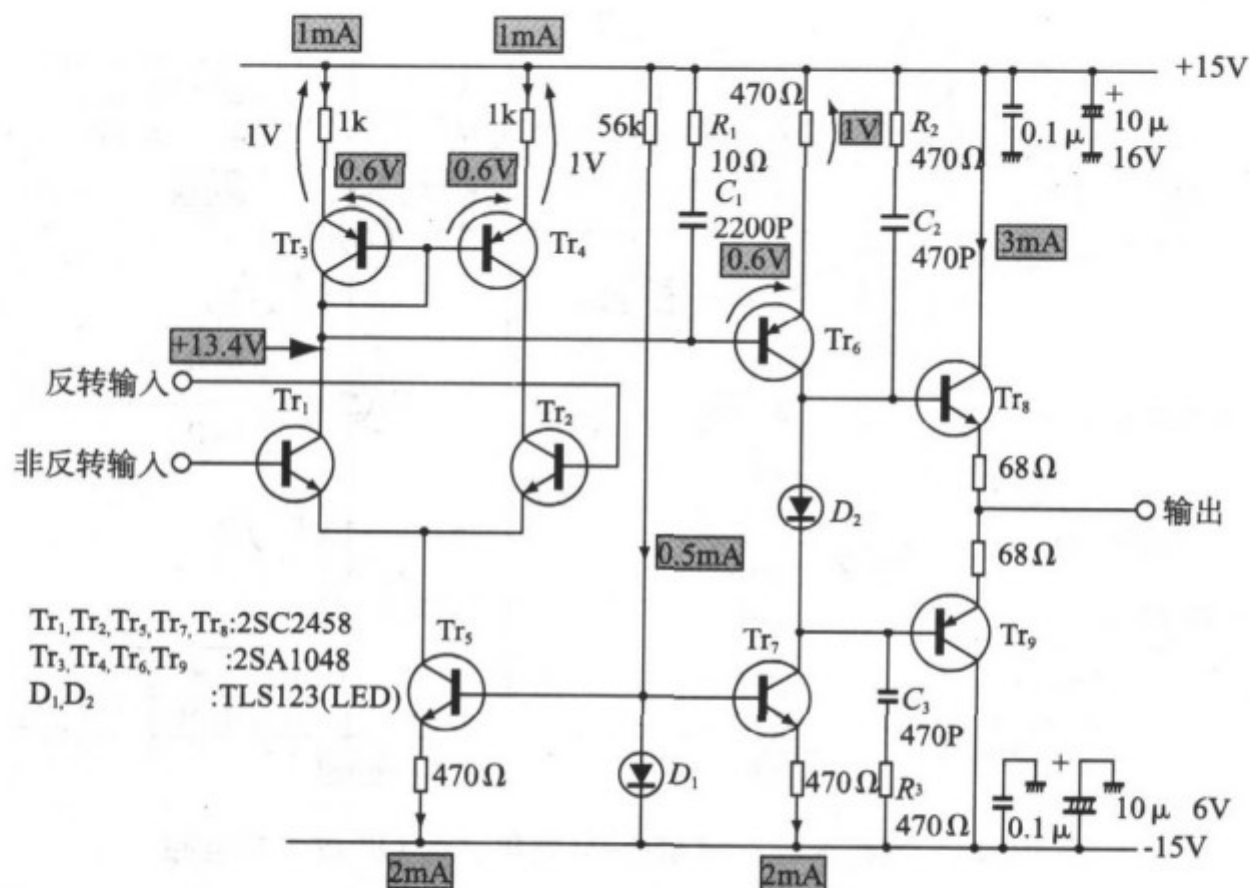 1mA
1mA
+15V
1V
1k
1k
1V
56k
R1
10Ω
470Ω
1V
R2
470Ω
0.1μ
+
10μ
16V
0.6V
0.6V
C1
2200P
C2
470P
3mA
Tr3
Tr4
0.6V
Tr6
+13.4V
反转输入
Tr1
Tr2
Tr8
非反转输入
68Ω
D2
输出
0.5mA
68Ω
Tr1,Tr2,Tr5,Tr7,Tr8:2SC2458
Tr3,Tr4,Tr6,Tr9 :2SA1048
D1,D2 :TLS123(LED)
Tr5
Tr7
Tr9
C3
470P
470Ω
D1
470Ω
R3
470Ω
0.1μ
+
10μ 6V
-15V
2mA
2mA